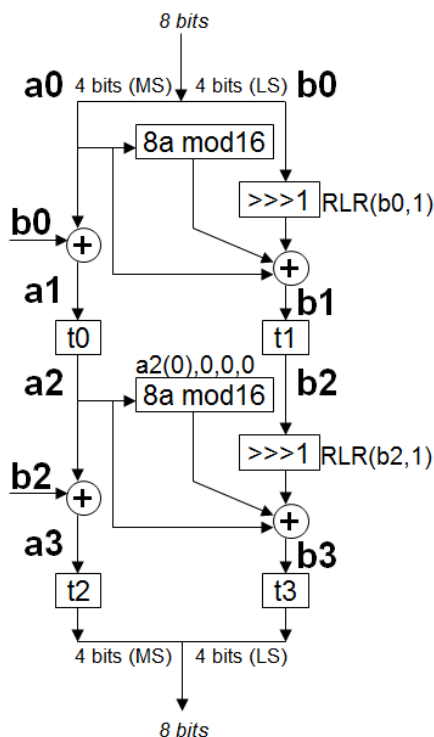 8 bits
a0 4 bits (MS) 4 bits (LS) b0
8a mod16
>>>1 RLR(b0,1)
b0 + +
a1 b1
t0 t1
a2 a2(0),0,0,0 b2
8a mod16
>>>1 RLR(b2,1)
b2 + +
a3 b3
t2 t3
4 bits (MS) 4 bits (LS)
8 bits